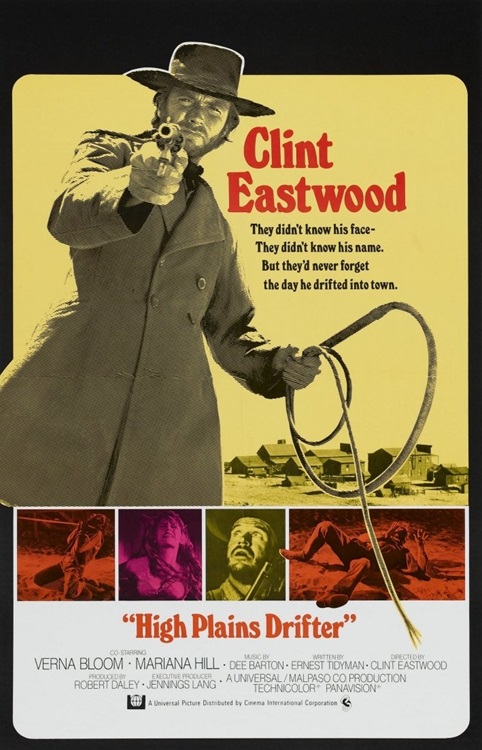 Clint
Eastwood
They didn't know his face-
They didn't know his name.
But they'd never forget
the day he drifted into town.
"High Plains Drifter"
CO-STARRING MUSIC BY WRITTEN BY DIRECTED BY
VERNA BLOOM · MARIANA HILL · DEE BARTON · ERNEST TIDYMAN · CLINT EASTWOOD
PRODUCED BY EXECUTIVE PRODUCER A UNIVERSAL / MALPASO CO. PRODUCTION
ROBERT DALEY · JENNINGS LANG · TECHNICOLOR® PANAVISION®
A Universal Picture Distributed by Cinema International Corporation